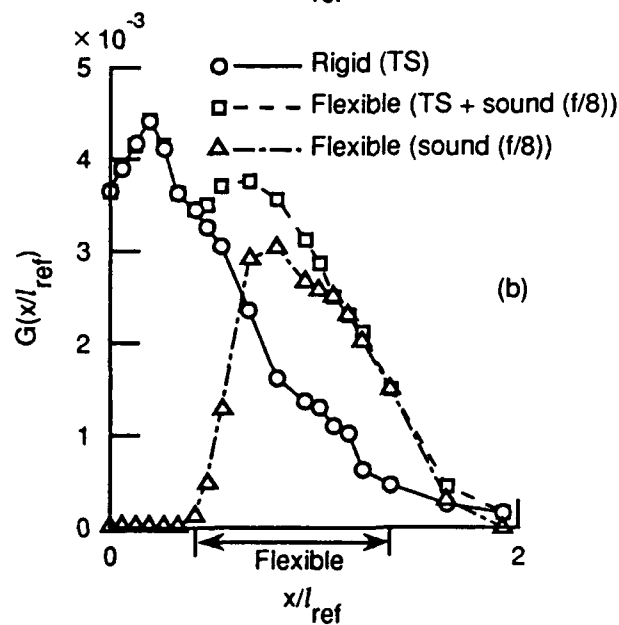 × 10⁻³
5
Rigid (TS)
Flexible (TS + sound (f/8))
4
Flexible (sound (f/8))
3
G(x/l_ref)
(b)
2
1
0
0
Flexible
2
x/l_ref